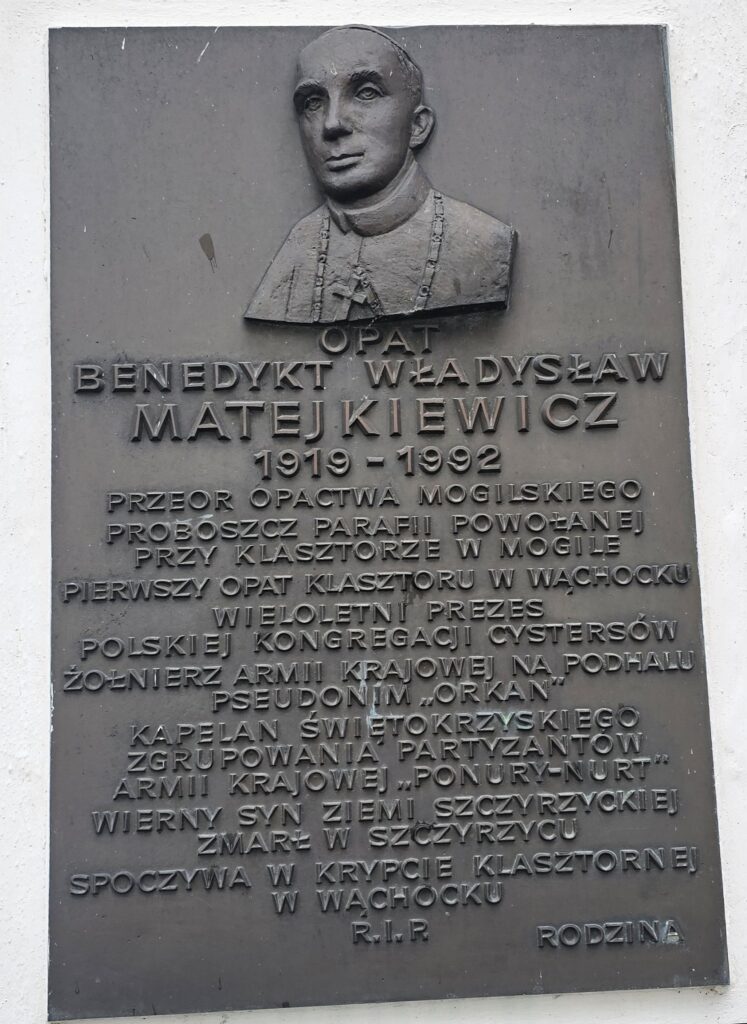 OPAT
BENEDYKT WŁADYSŁAW
MATEJKIEWICZ
1919 - 1992
PRZEOR OPACTWA MOGILSKIEGO
PROBOSZCZ PARAFII POWOŁANEJ
PRZY KLASZTORZE W MOGILE
PIERWSZY OPAT KLASZTORU W WĄCHOCKU
WIELOLETNI PREZES
POLSKIEJ KONGREGACJI CYSTERSÓW
ŻOŁNIERZ ARMII KRAJOWEJ NA PODHALU
PSEUDONIM „ORKAN”
KAPELAN ŚWIĘTOKRZYSKIEGO
ZGRUPOWANIA PARTYZANTÓW
ARMII KRAJOWEJ „PONURY-NURT”
WIERNY SYN ZIEMI SZCZYRZYCKIEJ
ZMARŁ W SZCZYRZYCU
SPOCZYWA W KRYPCIE KLASZTORNEJ
W WĄCHOCKU
R.I.P. RODZINA